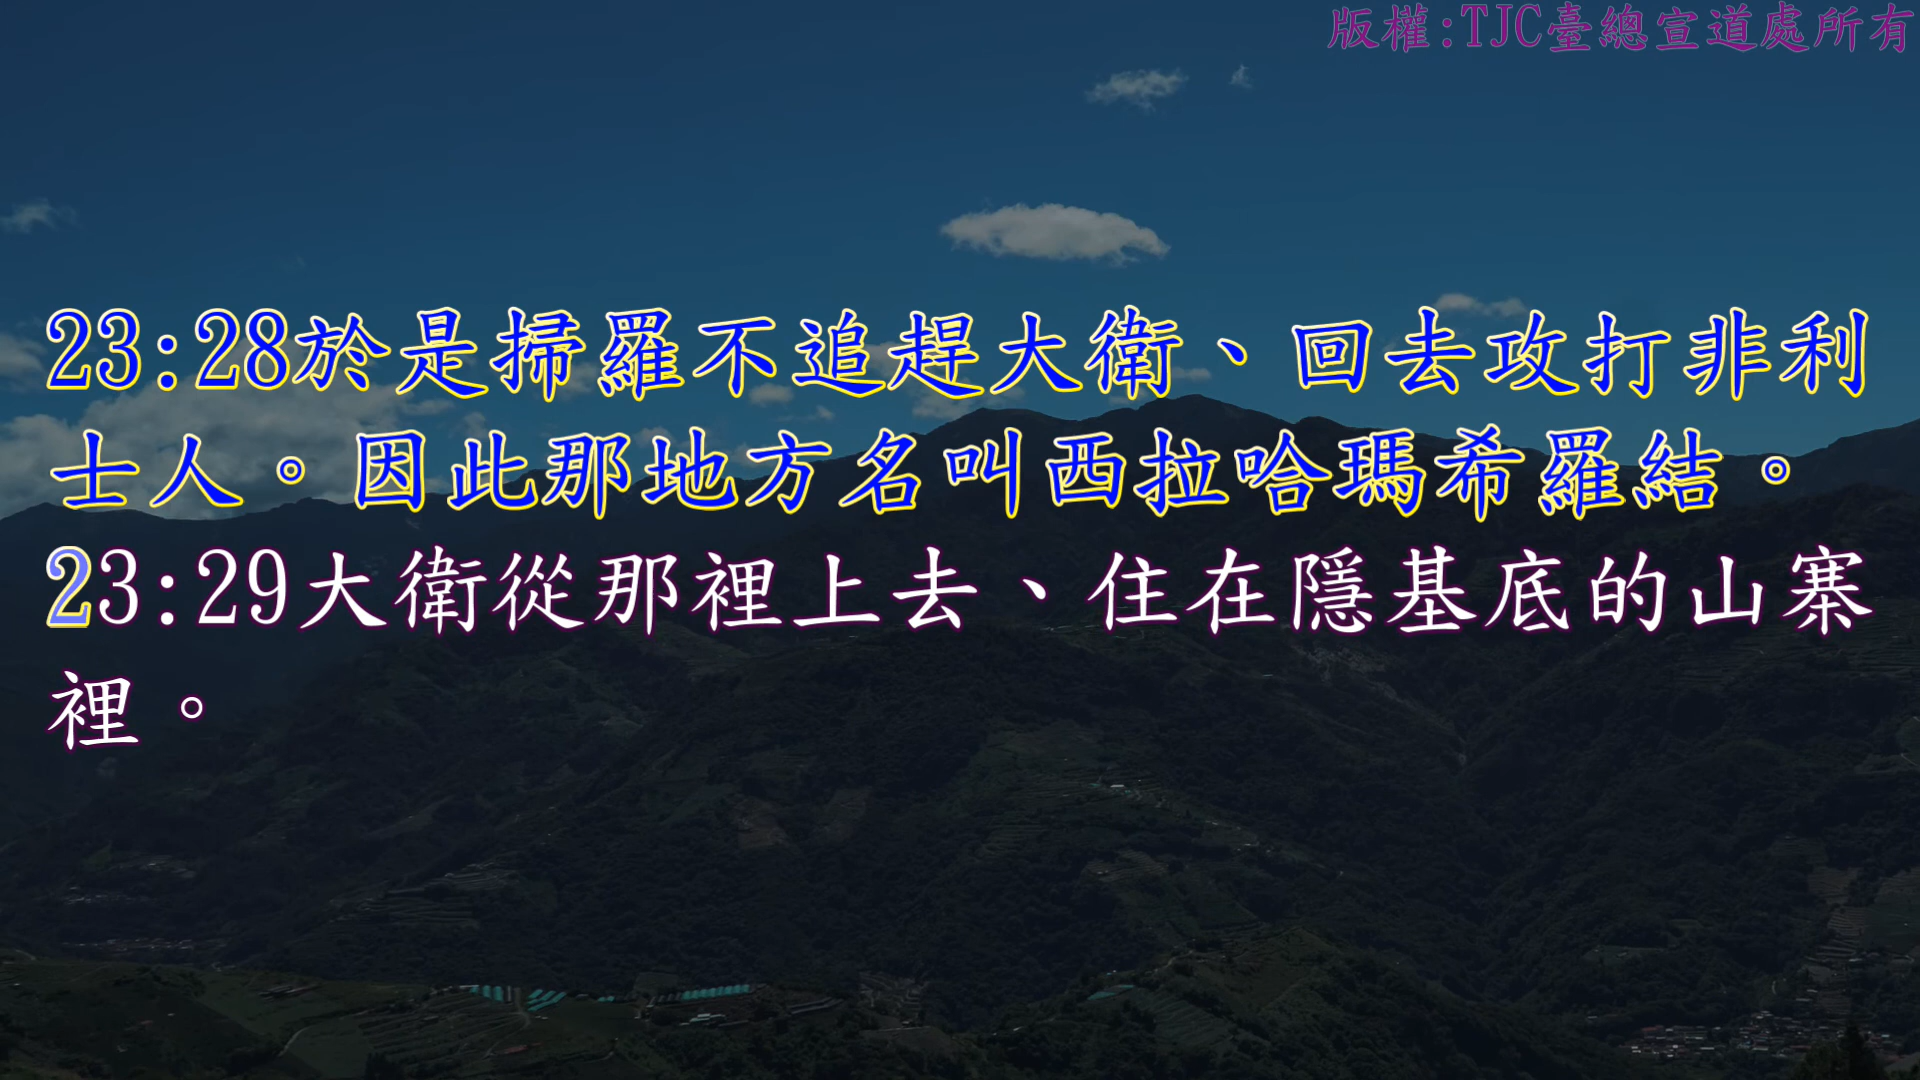 版權:TJC臺總宣道處所有
23:28於是掃羅不追趕大衛、回去攻打非利
士人。因此那地方名叫西拉哈瑪希羅結。
23:29大衛從那裡上去、住在隱基底的山寨
裡。